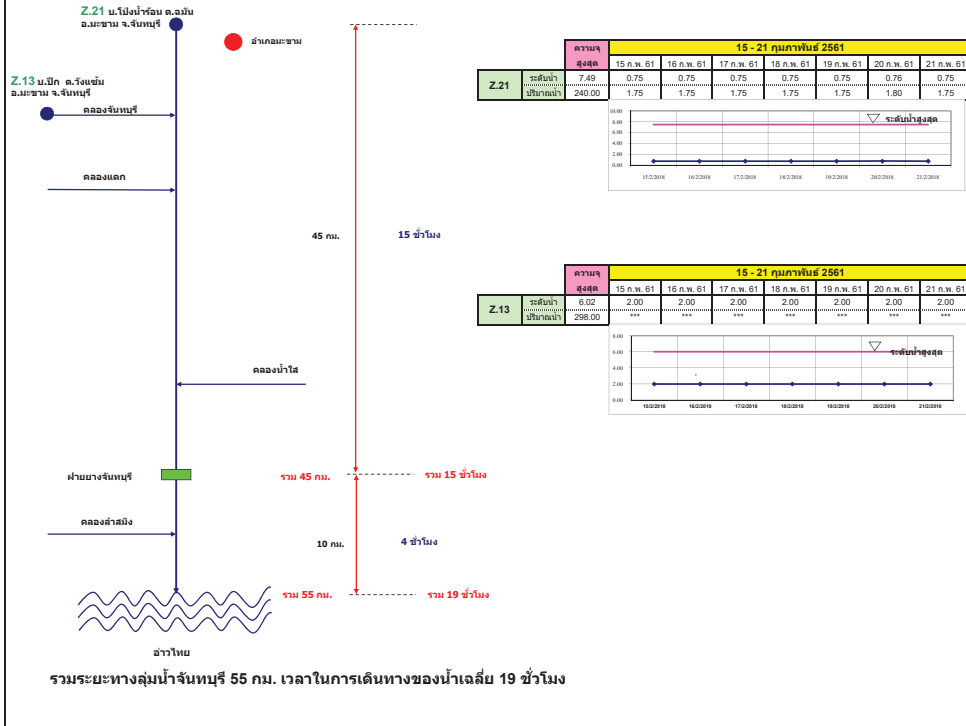 Z.21 บ.โป่งน้ำร้อน ต.ฉมัน
อ.มะขาม จ.จันทบุรี
อำเภอมะขาม
Z.13 บ.ปึก ต.วังแซ้ม
อ.มะขาม จ.จันทบุรี
คลองจันทบุรี
คลองแตก
45 กม. 15 ชั่วโมง
คลองน้ำใส
ฝายยางจันทบุรี รวม 45 กม. รวม 15 ชั่วโมง
คลองลำสมิง
10 กม. 4 ชั่วโมง
รวม 55 กม. รวม 19 ชั่วโมง
อ่าวไทย
ความจุ 15 - 21 กุมภาพันธ์ 2561
สูงสุด 15 ก.พ. 61 16 ก.พ. 61 17 ก.พ. 61 18 ก.พ. 61 19 ก.พ. 61 20 ก.พ. 61 21 ก.พ. 61
Z.21 ระดับน้ำ 7.49 0.75 0.75 0.75 0.75 0.75 0.76 0.75
ปริมาณน้ำ 240.00 1.75 1.75 1.75 1.75 1.75 1.80 1.75
10.00
8.00
6.00
4.00
2.00
0.00
ระดับน้ำสูงสุด
15/2/2018 16/2/2018 17/2/2018 18/2/2018 19/2/2018 20/2/2018 21/2/2018
ความจุ 15 - 21 กุมภาพันธ์ 2561
สูงสุด 15 ก.พ. 61 16 ก.พ. 61 17 ก.พ. 61 18 ก.พ. 61 19 ก.พ. 61 20 ก.พ. 61 21 ก.พ. 61
Z.13 ระดับน้ำ 6.02 2.00 2.00 2.00 2.00 2.00 2.00 2.00
ปริมาณน้ำ 298.00 *** *** *** *** *** *** ***
8.00
6.00
4.00
2.00
0.00
ระดับน้ำสูงสุด
15/2/2018 16/2/2018 17/2/2018 18/2/2018 19/2/2018 20/2/2018 21/2/2018
รวมระยะทางลุ่มน้ำจันทบุรี 55 กม. เวลาในการเดินทางของน้ำเฉลี่ย 19 ชั่วโมง